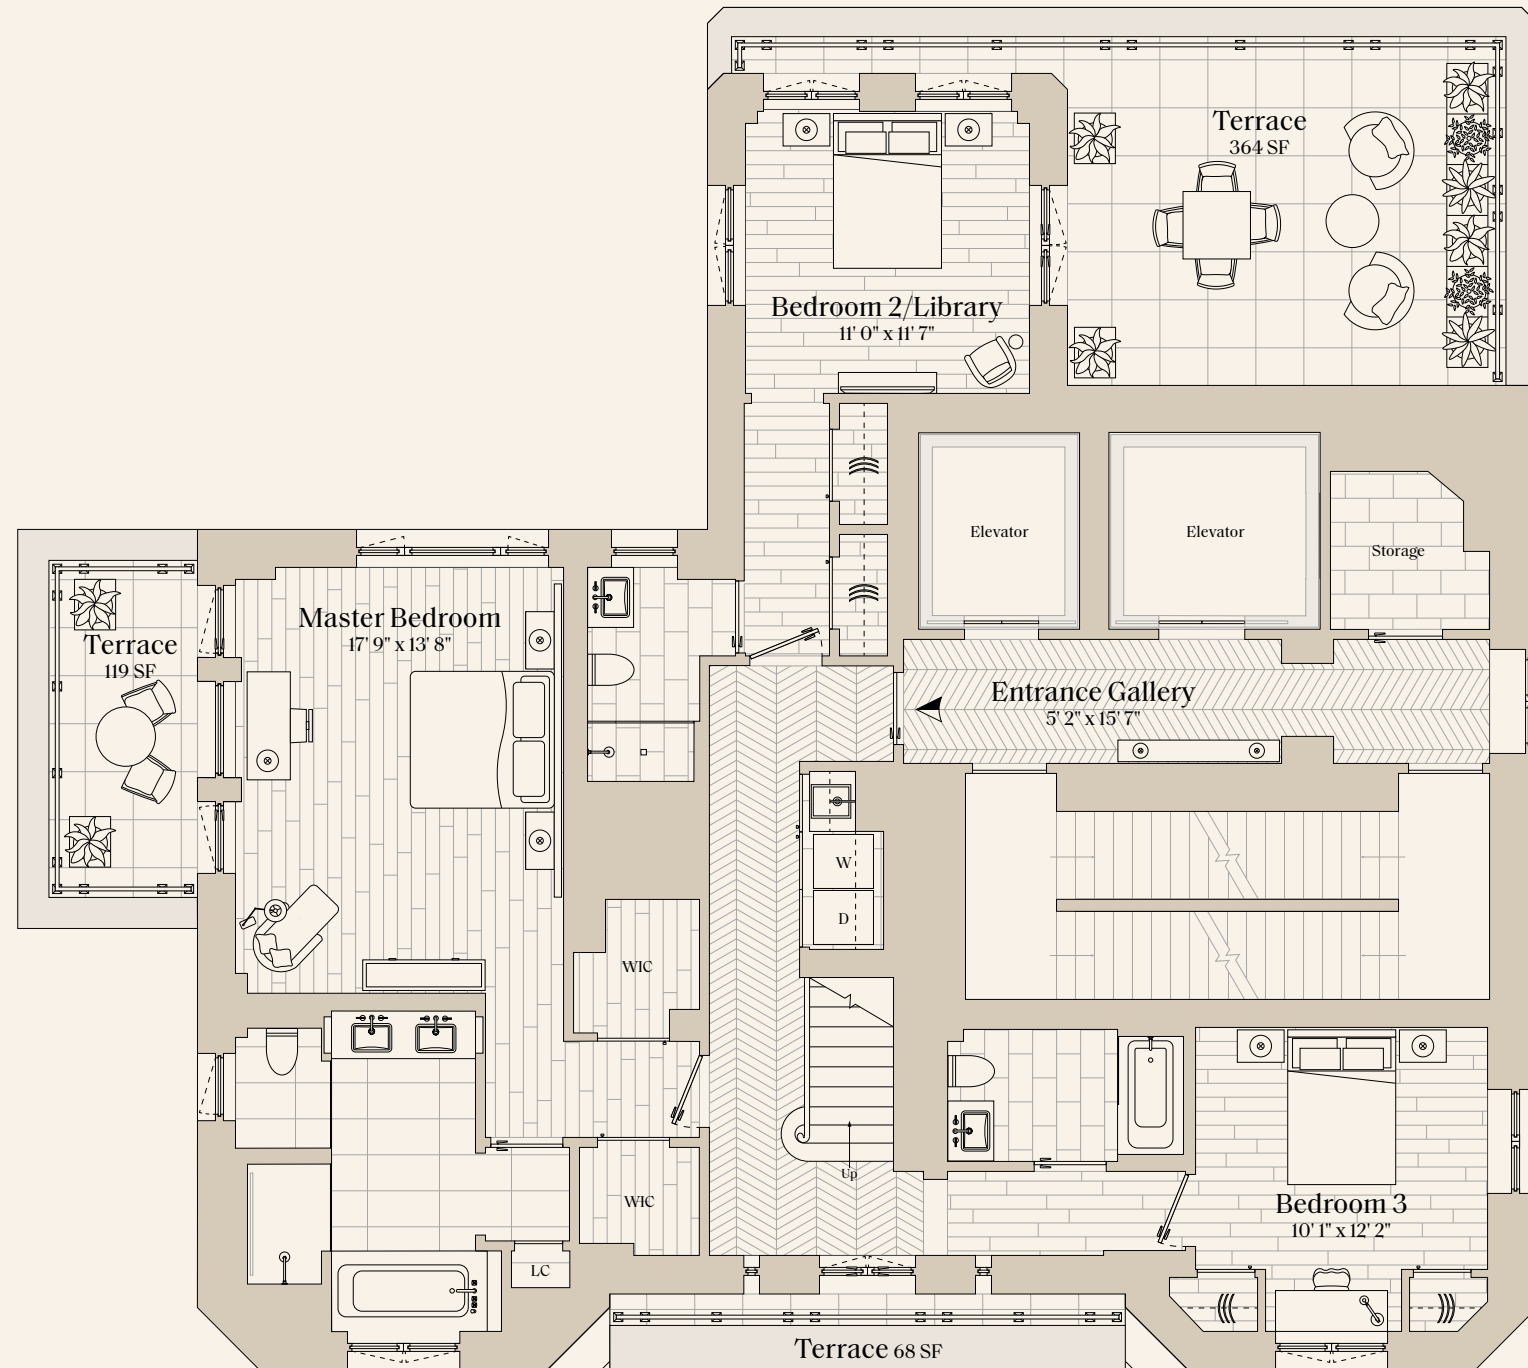 Terrace
364 SF
Bedroom 2/Library
11' 0" x 11' 7"
Elevator
Elevator
Storage
Master Bedroom
17' 9" x 13' 8"
Terrace
119 SF
Entrance Gallery
5' 2" x 15' 7"
W
D
WIC
Up
WIC
Bedroom 3
10' 1" x 12' 2"
LC
Terrace 68 SF